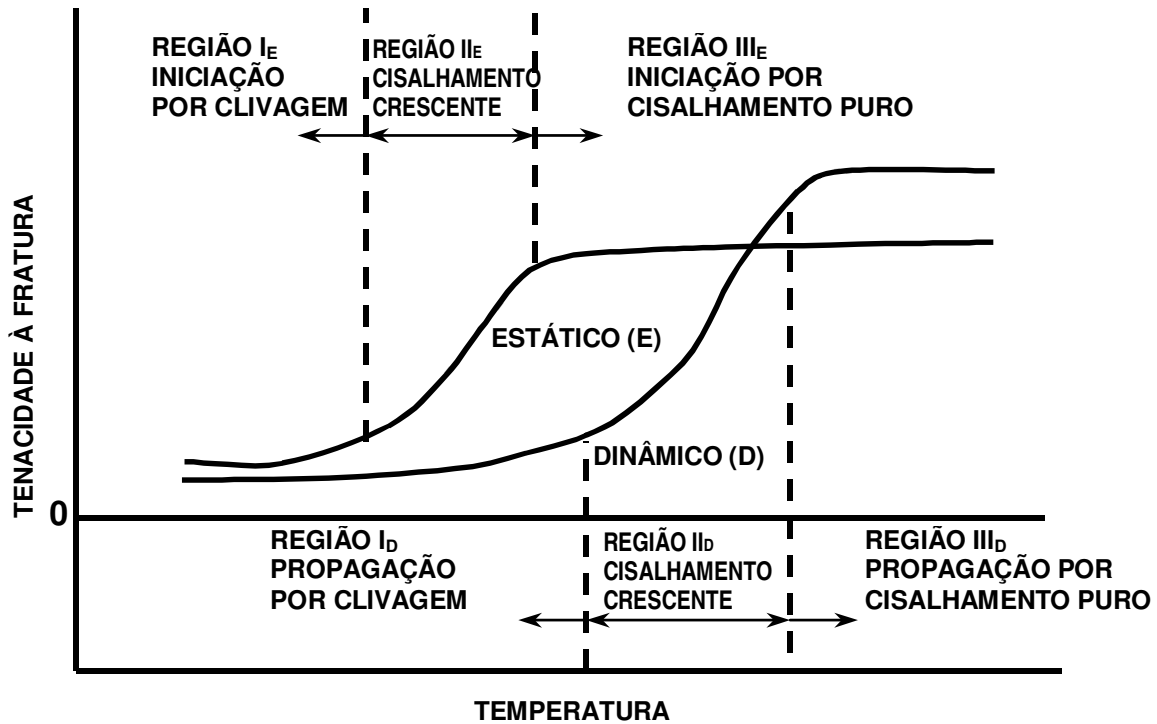 REGIÃO IE
INICIAÇÃO
POR CLIVAGEM
REGIÃO IIE
CISALHAMENTO
CRESCENTE
REGIÃO IIIE
INICIAÇÃO POR
CISALHAMENTO PURO
TENACIDADE À FRATURA
ESTÁTICO (E)
DINÂMICO (D)
0
REGIÃO ID
PROPAGAÇÃO
POR CLIVAGEM
REGIÃO IID
CISALHAMENTO
CRESCENTE
REGIÃO IIID
PROPAGAÇÃO POR
CISALHAMENTO PURO
TEMPERATURA